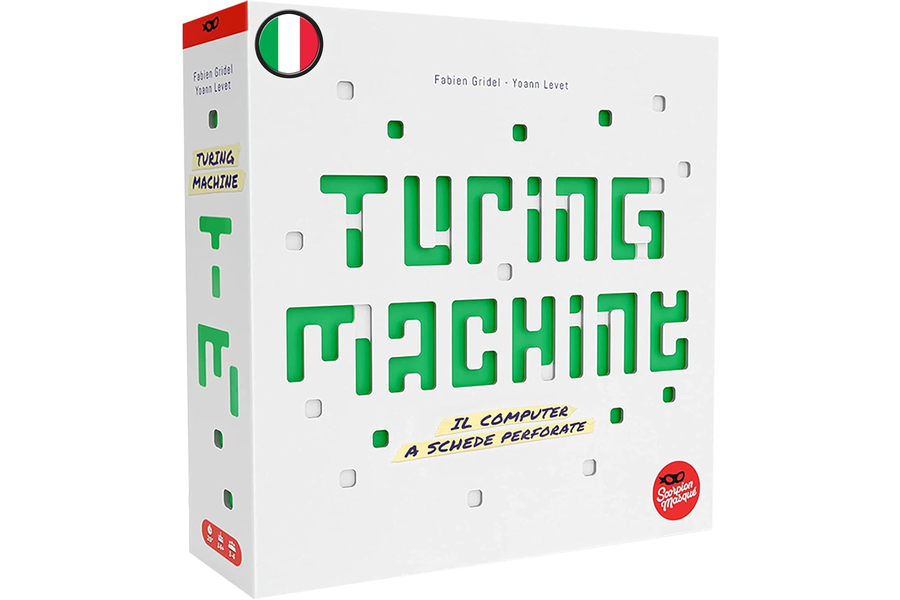 Fabien Gridel
Yoann Levet
TURING
MACHINE
Fabien Gridel - Yoann Levet
TURING
MACHINE
IL COMPUTER
A SCHEDE PERFORATE
Scorpion
Masqué